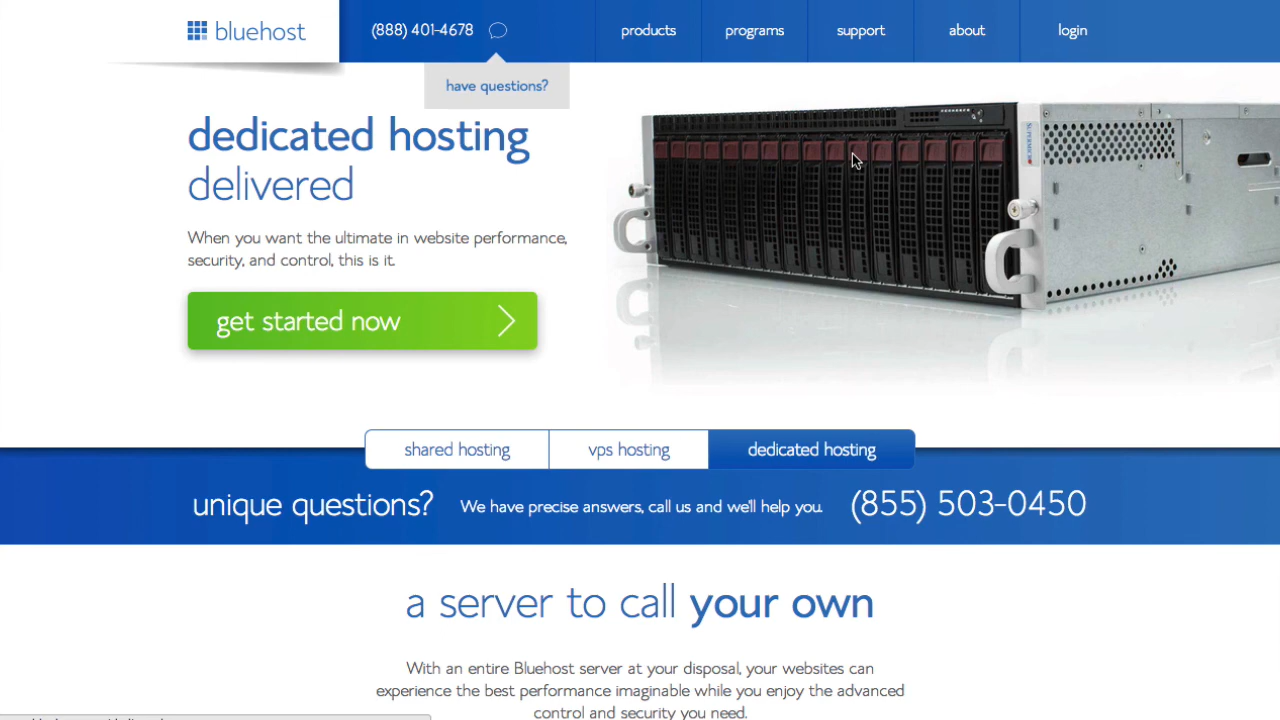 bluehost
(888) 401-4678
products
programs
support
about
login
have questions?
dedicated hosting
delivered
When you want the ultimate in website performance,
security, and control, this is it.
get started now
shared hosting
vps hosting
dedicated hosting
unique questions?
We have precise answers, call us and we'll help you.
(855) 503-0450
a server to call your own
With an entire Bluehost server at your disposal, your websites can
experience the best performance imaginable while you enjoy the advanced
control and security you need.